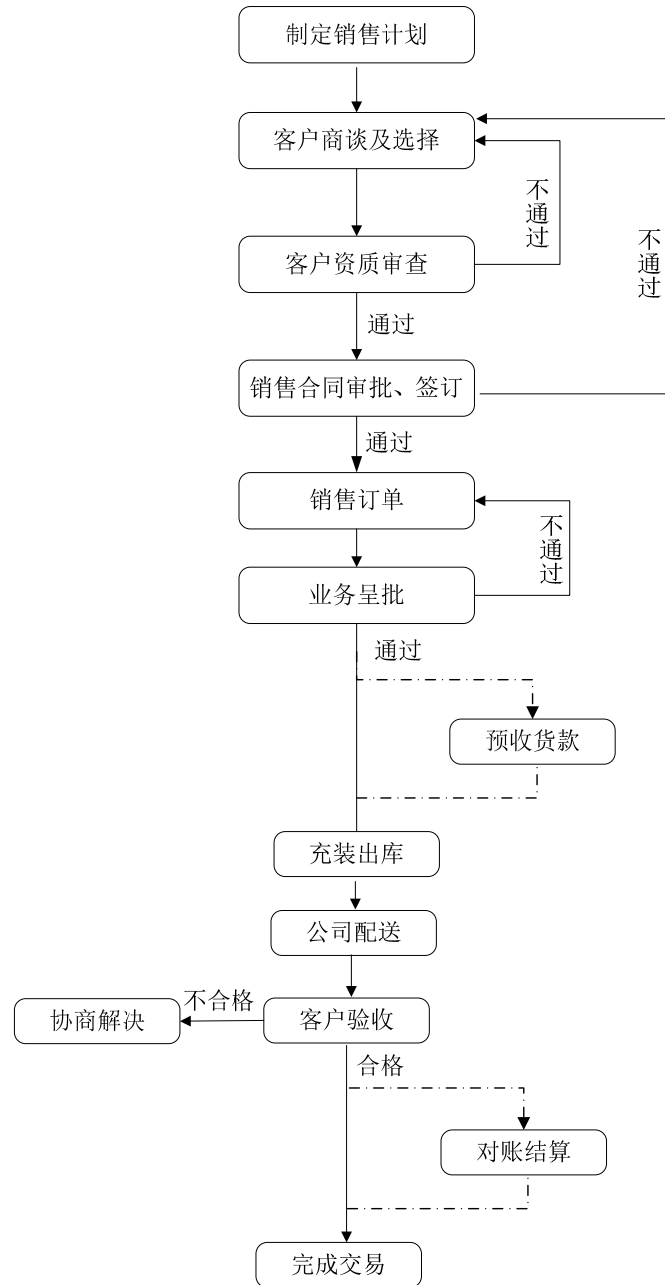 制定销售计划
客户商谈及选择
不通过
不通过
客户资质审查
通过
销售合同审批、签订
通过
销售订单
不通过
业务呈批
通过
预收货款
充装出库
公司配送
不合格
协商解决
客户验收
合格
对账结算
完成交易